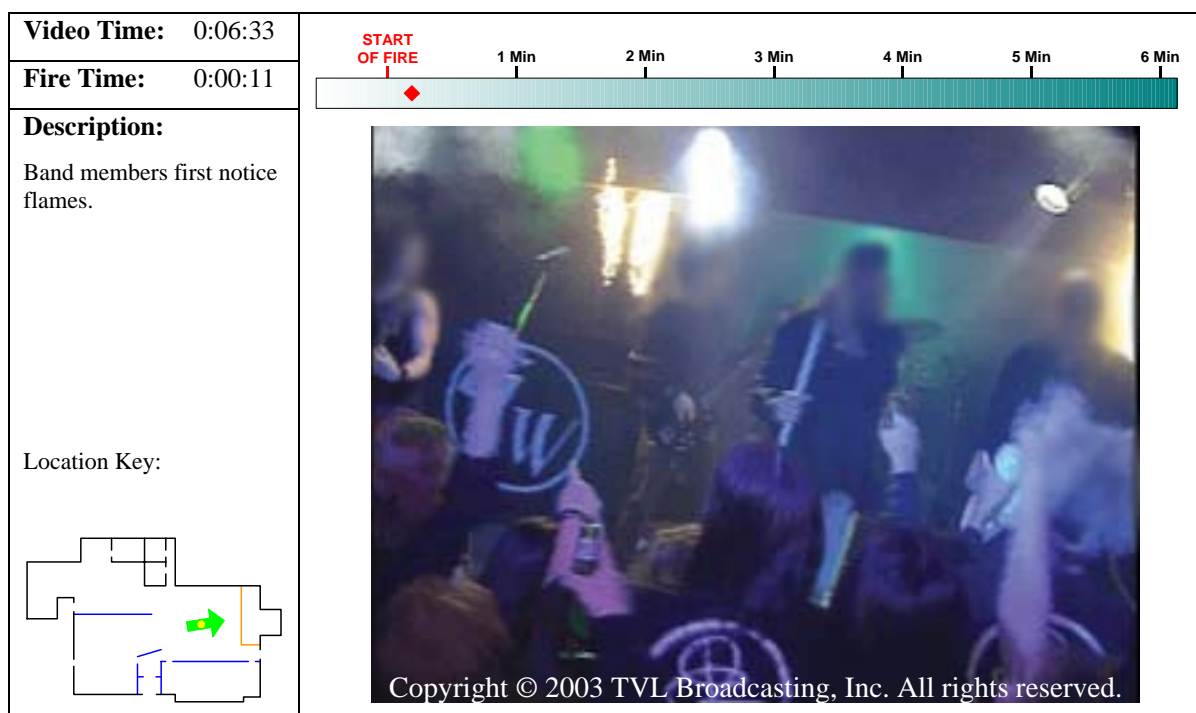 Video Time: 0:06:33
START
OF FIRE
1 Min
2 Min
3 Min
4 Min
5 Min
6 Min
Fire Time: 0:00:11
Description:
Band members first notice
flames.
Location Key:
W
Copyright © 2003 TVL Broadcasting, Inc. All rights reserved.